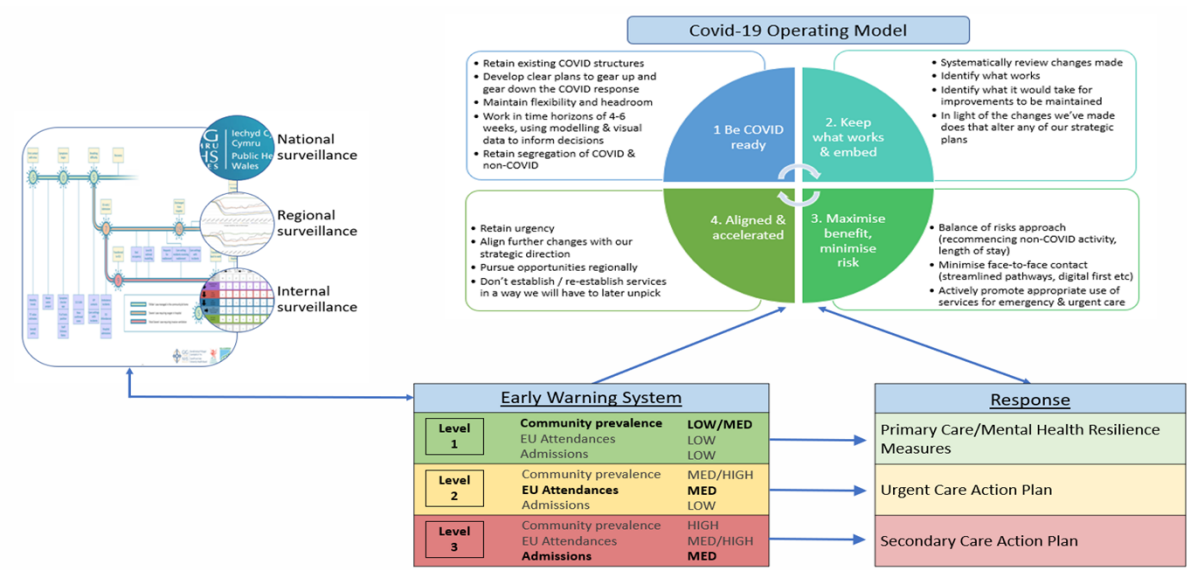 Covid-19 Operating Model
• Retain existing COVID structures
• Develop clear plans to gear up and
gear down the COVID response
• Maintain flexibility and headroom
• Work in time horizons of 4-6
weeks, using modelling & visual
data to inform decisions
• Retain segregation of COVID &
non-COVID
1 Be COVID
ready
2. Keep
what works
& embed
• Systematically review changes made
• Identify what works
• Identify what it would take for
improvements to be maintained
• In light of the changes we've made
does that alter any of our strategic
plans
• Retain urgency
• Align further changes with our
strategic direction
• Pursue opportunities regionally
• Don't establish / re-establish services
in a way we will have to later unpick
4. Aligned &
accelerated
3. Maximise
benefit,
minimise
risk
• Balance of risks approach
(recommencing non-COVID activity,
length of stay)
• Minimise face-to-face contact
(streamlined pathways, digital first etc)
• Actively promote appropriate use of
services for emergency & urgent care
Iechyd C
Cymru
Public He
Wales
National
surveillance
Regional
surveillance
Internal
surveillance
Early Warning System
Level
1
Community prevalence LOW/MED
EU Attendances LOW
Admissions LOW
Level
2
Community prevalence MED/HIGH
EU Attendances MED
Admissions LOW
Level
3
Community prevalence HIGH
EU Attendances MED/HIGH
Admissions MED
Response
Primary Care/Mental Health Resilience
Measures
Urgent Care Action Plan
Secondary Care Action Plan